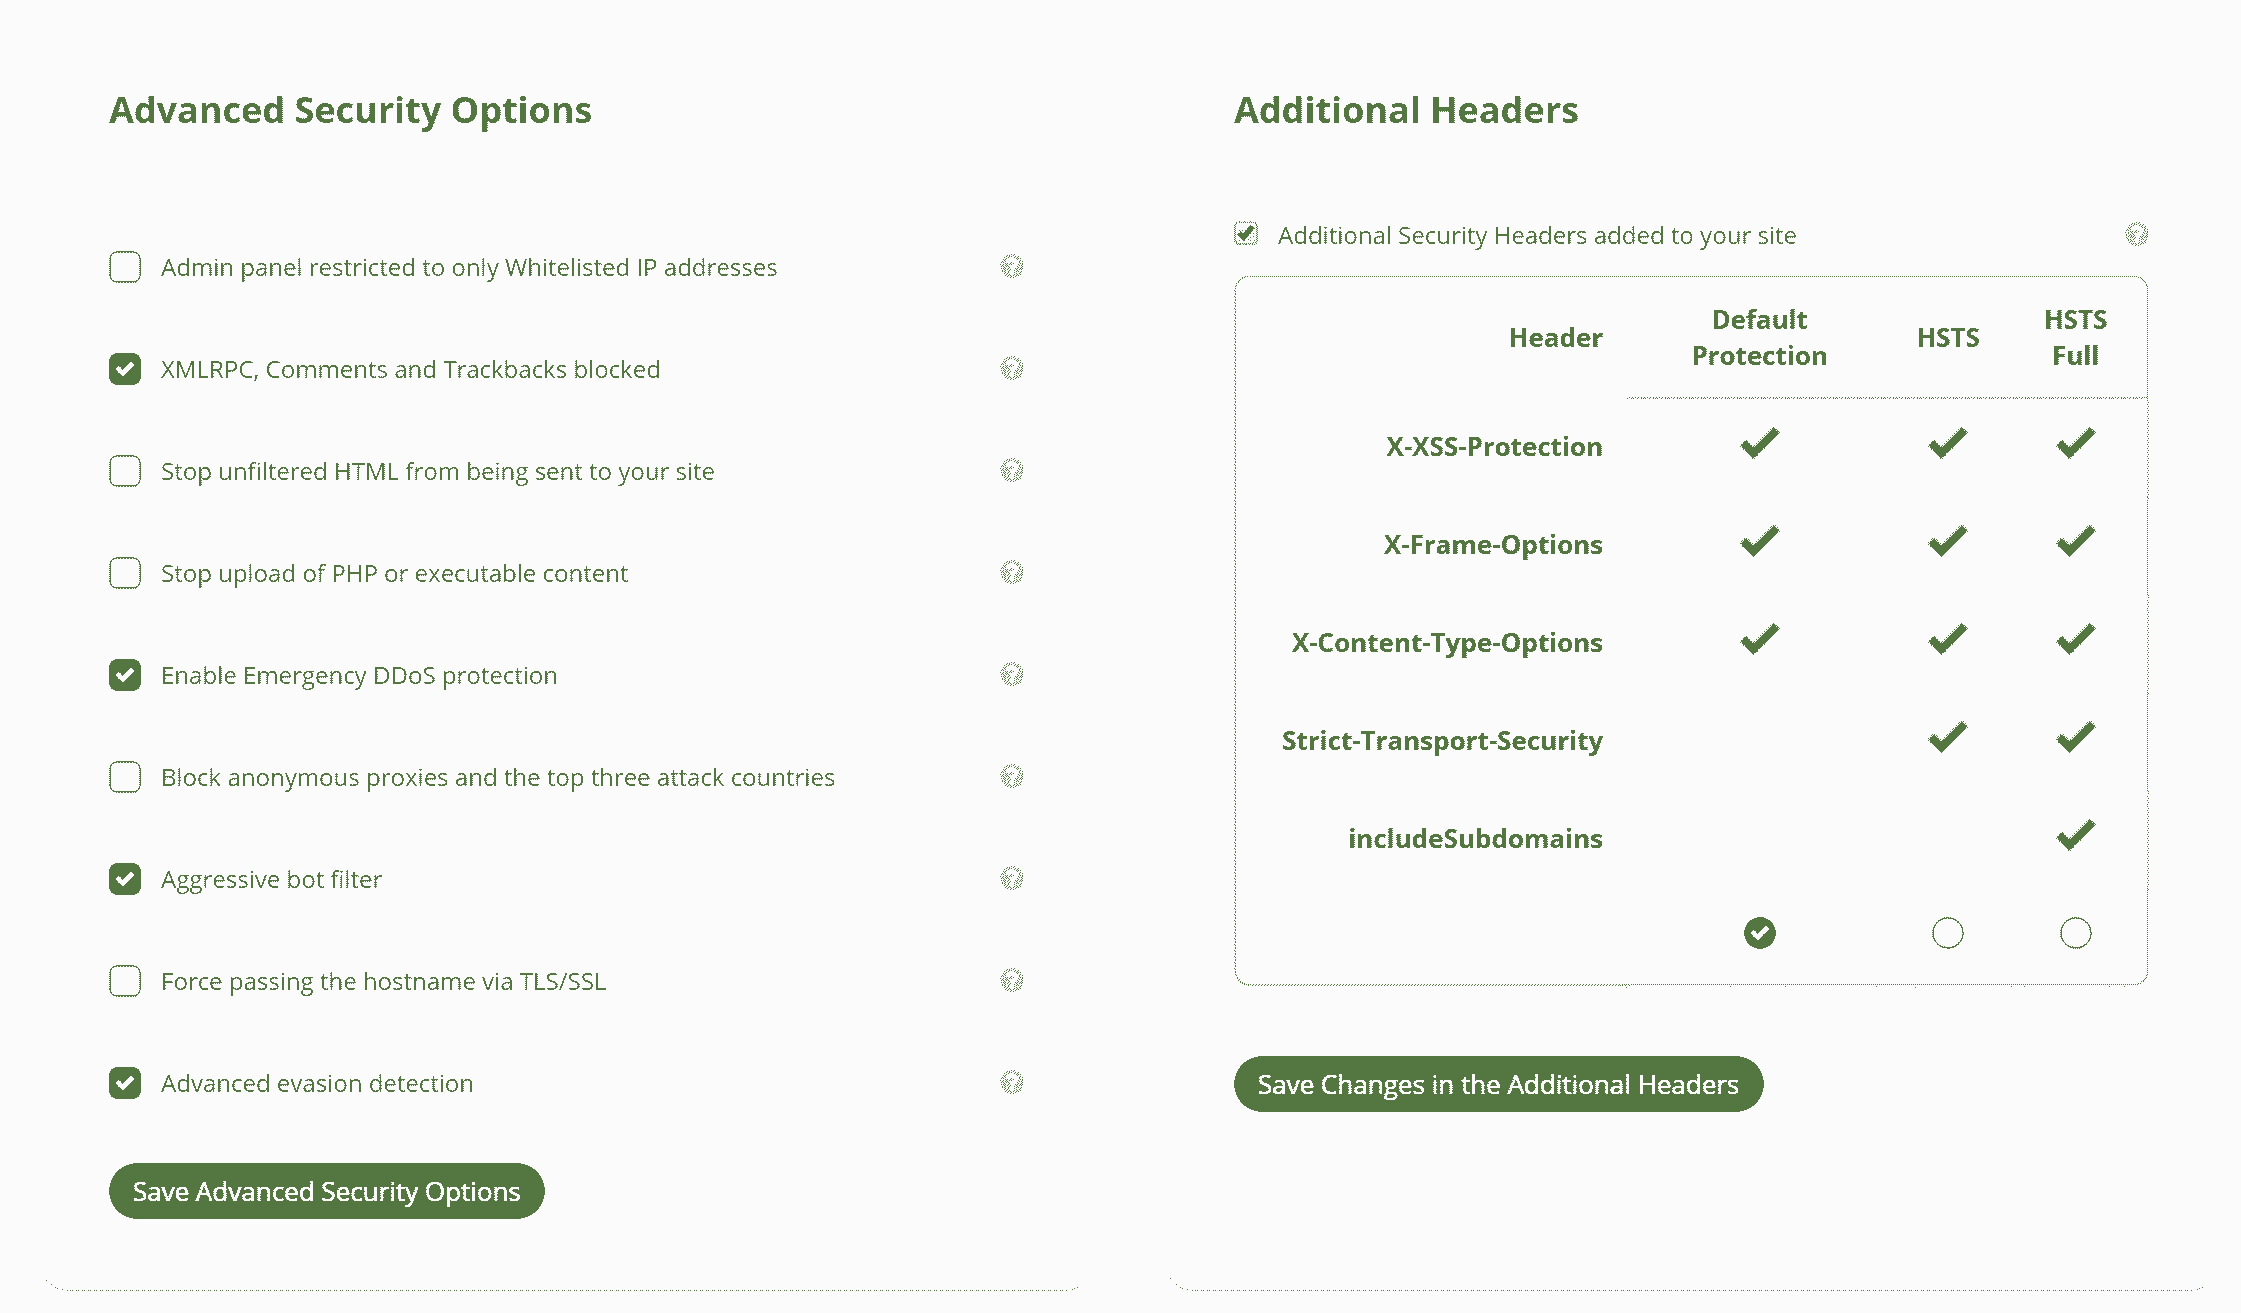 Advanced Security Options
Admin panel restricted to only Whitelisted IP addresses
XMLRPC, Comments and Trackbacks blocked
Stop unfiltered HTML from being sent to your site
Stop upload of PHP or executable content
Enable Emergency DDoS protection
Block anonymous proxies and the top three attack countries
Aggressive bot filter
Force passing the hostname via TLS/SSL
Advanced evasion detection
Save Advanced Security Options
Additional Headers
Additional Security Headers added to your site
?
Header
Default
Protection
HSTS
HSTS
Full
X-XSS-Protection
X-Frame-Options
X-Content-Type-Options
Strict-Transport-Security
includeSubdomains
Save Changes in the Additional Headers